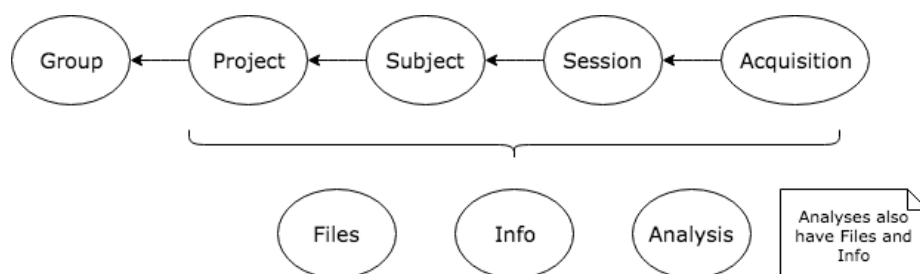 Group
Project
Subject
Session
Acquisition
Files
Info
Analysis
Analyses also
have Files and
Info